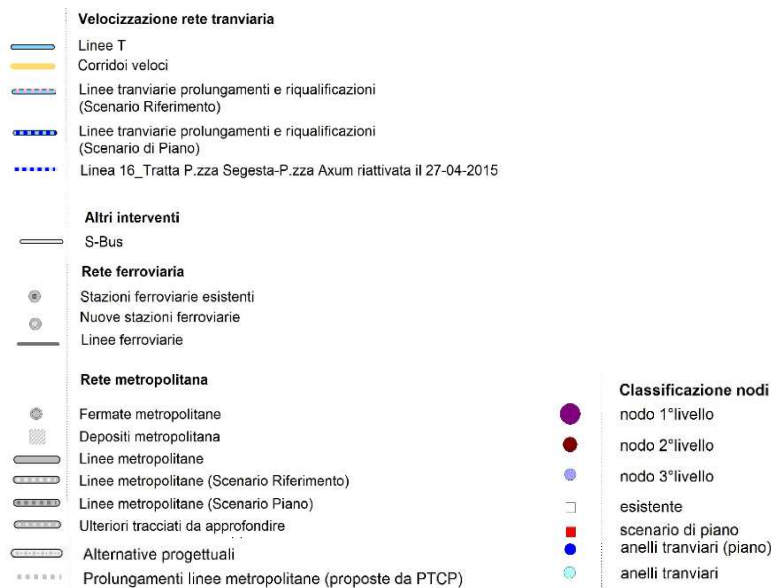 Velocizzazione rete tranviaria
Linee T
Corridoi veloci
Linee tranviarie prolungamenti e riqualificazioni
(Scenario Riferimento)
Linee tranviarie prolungamenti e riqualificazioni
(Scenario di Piano)
Linea 16_Tratta P.zza Segesta-P.zza Axum riattivata il 27-04-2015
Altri interventi
S-Bus
Rete ferroviaria
Stazioni ferroviarie esistenti
Nuove stazioni ferroviarie
Linee ferroviarie
Rete metropolitana
Fermate metropolitane
Depositi metropolitana
Linee metropolitane
Linee metropolitane (Scenario Riferimento)
Linee metropolitane (Scenario Piano)
Ulteriori tracciati da approfondire
Alternative progettuali
Prolungamenti linee metropolitane (proposte da PTCP)
Classificazione nodi
nodo 1°livello
nodo 2°livello
nodo 3°livello
esistente
scenario di piano
anelli tranviari (piano)
anelli tranviari